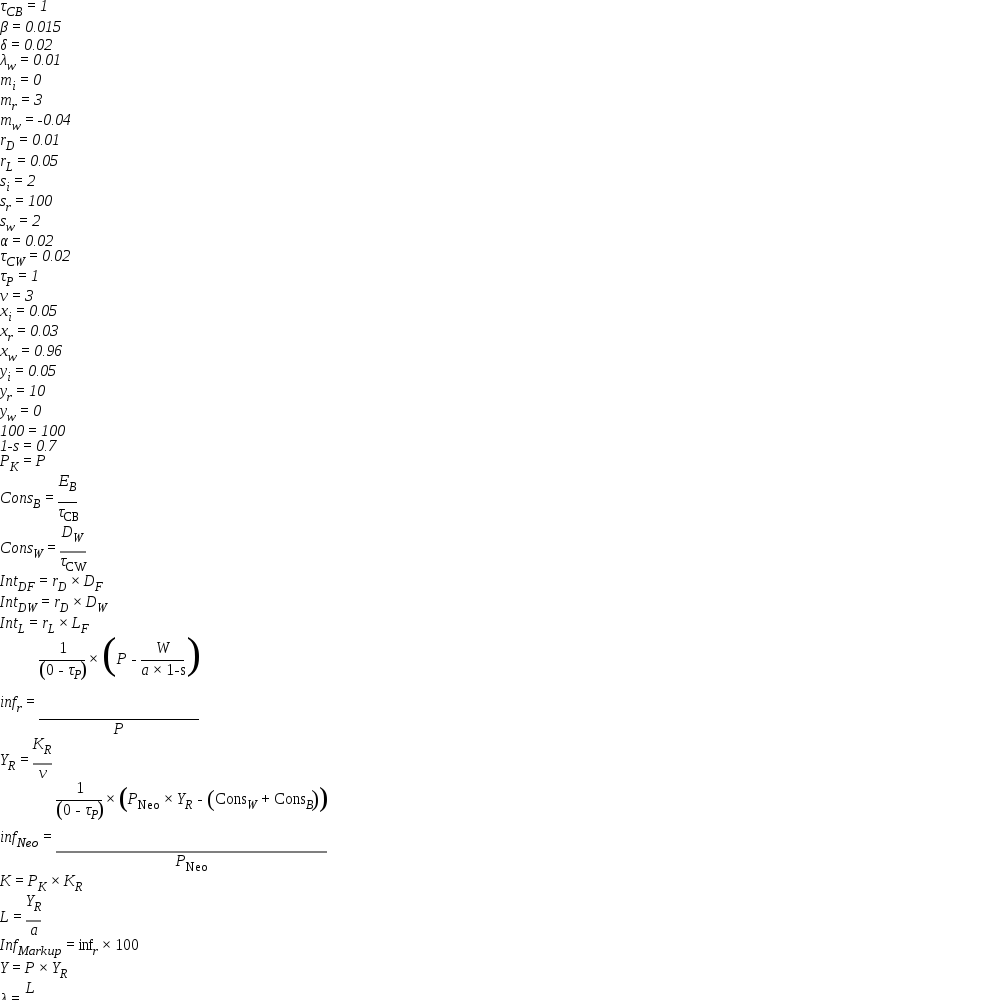 τ_CB = 1
β = 0.015
δ = 0.02
λ_w = 0.01
m_i = 0
m_r = 3
m_w = -0.04
r_D = 0.01
r_L = 0.05
s_i = 2
s_r = 100
s_w = 2
α = 0.02
τ_CW = 0.02
τ_P = 1
v = 3
x_i = 0.05
x_r = 0.03
x_w = 0.96
y_i = 0.05
y_r = 10
y_w = 0
100 = 100
1-s = 0.7
P_K = P
Cons_B = E_B / τ_CB
Cons_W = D_W / τ_CW
Int_DF = r_D × D_F
Int_DW = r_D × D_W
Int_L = r_L × L_F
inf_r = (1 / (0 - τ_P) × (P - W / (a × 1-s))) / P
Y_R = K_R / v
inf_Neo = (1 / (0 - τ_P) × (P_Neo × Y_R - (Cons_W + Cons_B))) / P_Neo
K = P_K × K_R
L = Y_R / a
Inf_Markup = inf_r × 100
Y = P × Y_R
λ = L